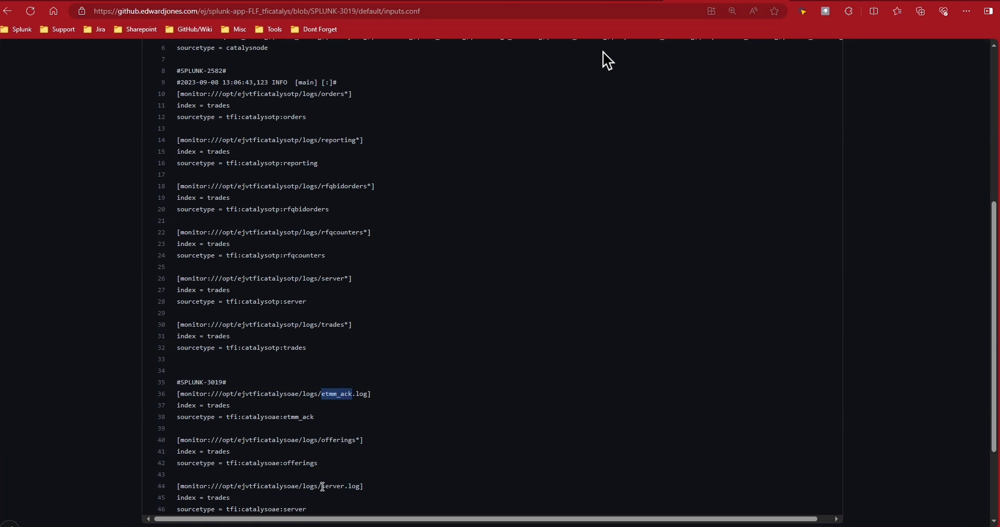 https://github.edwardjones.com/ej/splunk-app-FLF_tficatalys/blob/SPLUNK-3019/default/inputs.conf
Splunk Support Jira Sharepoint GitHub/Wiki Misc Tools Dont Forget
6 sourcetype = catalysnode
7
8 #SPLUNK-2582#
9 #2023-09-08 13:06:43,123 INFO  [main] [:]#
10 [monitor:///opt/ejvtficatalysotp/logs/orders*]
11 index = trades
12 sourcetype = tfi:catalysotp:orders
13
14 [monitor:///opt/ejvtficatalysotp/logs/reporting*]
15 index = trades
16 sourcetype = tfi:catalysotp:reporting
17
18 [monitor:///opt/ejvtficatalysotp/logs/rfqbidorders*]
19 index = trades
20 sourcetype = tfi:catalysotp:rfqbidorders
21
22 [monitor:///opt/ejvtficatalysotp/logs/rfqcounters*]
23 index = trades
24 sourcetype = tfi:catalysotp:rfqcounters
25
26 [monitor:///opt/ejvtficatalysotp/logs/server*]
27 index = trades
28 sourcetype = tfi:catalysotp:server
29
30 [monitor:///opt/ejvtficatalysotp/logs/trades*]
31 index = trades
32 sourcetype = tfi:catalysotp:trades
33
34
35 #SPLUNK-3019#
36 [monitor:///opt/ejvtficatalysoae/logs/etmm_ack.log]
37 index = trades
38 sourcetype = tfi:catalysoae:etmm_ack
39
40 [monitor:///opt/ejvtficatalysoae/logs/offerings*]
41 index = trades
42 sourcetype = tfi:catalysoae:offerings
43
44 [monitor:///opt/ejvtficatalysoae/logs/server.log]
45 index = trades
46 sourcetype = tfi:catalysoae:server